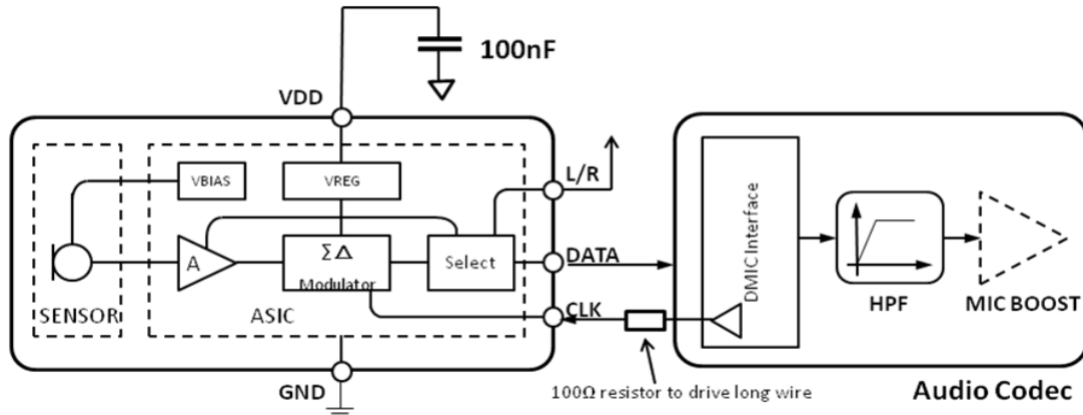 100nF
VDD
L/R
VBIAS
VREG
A
Σ Δ
Modulator
Select
DATA
CLK
SENSOR
ASIC
GND
DMIC Interface
HPF
MIC BOOST
100Ω resistor to drive long wire
Audio Codec